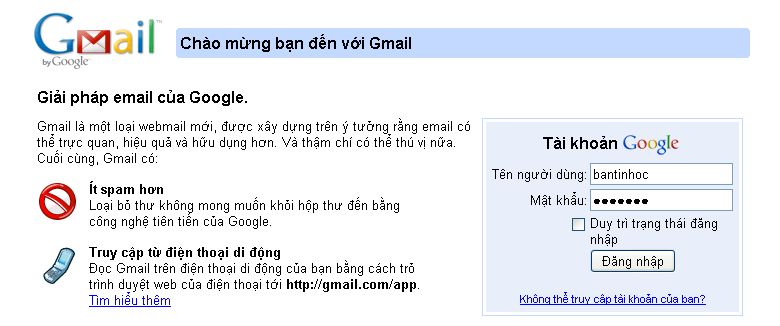 Gmail
by Google
Chào mừng bạn đến với Gmail
Giải pháp email của Google.
Gmail là một loại webmail mới, được xây dựng trên ý tưởng rằng email có
thể trực quan, hiệu quả và hữu dụng hơn. Và thậm chí có thể thú vị nữa.
Cuối cùng, Gmail có:
Ít spam hơn
Loại bỏ thư không mong muốn khỏi hộp thư đến bằng
công nghệ tiên tiến của Google.
Truy cập từ điện thoại di động
Đọc Gmail trên điện thoại di động của bạn bằng cách trỏ
trình duyệt web của điện thoại tới http://gmail.com/app.
Tìm hiểu thêm
Tài khoản Google
Tên người dùng: bantinhoc
Mật khẩu: ●●●●●●●
Duy trì trạng thái đăng
nhập
Đăng nhập
Không thể truy cập tài khoản của bạn?